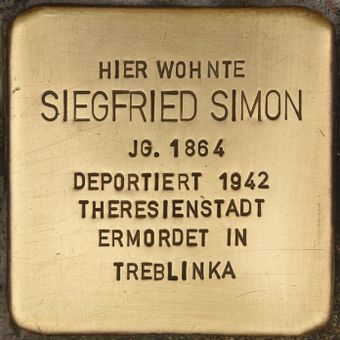 HIER WOHNTE
SIEGFRIED SIMON
JG. 1864
DEPORTIERT 1942
THERESIENSTADT
ERMORDET IN
TREBLINKA